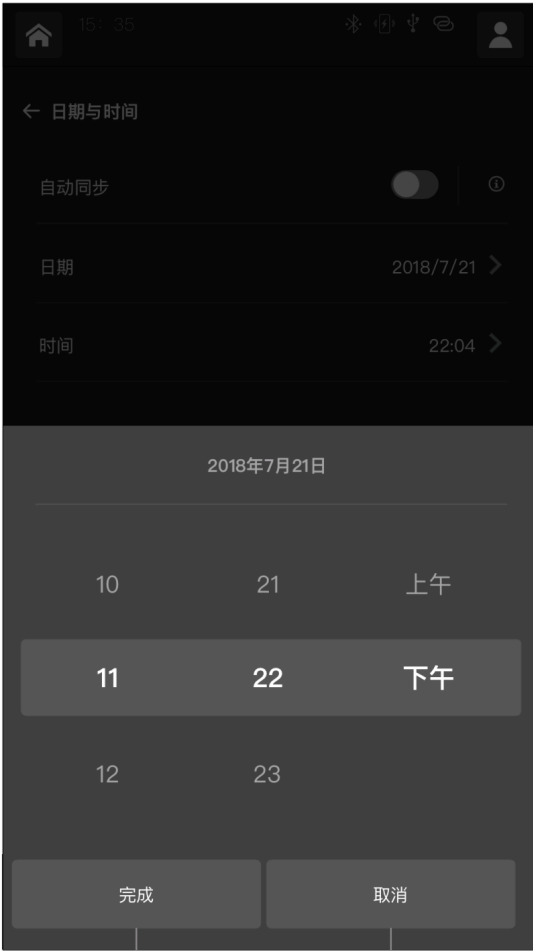 15: 35
日期与时间
自动同步
日期 2018/7/21
时间 22:04
2018年7月21日
10 21 上午
11 22 下午
12 23
完成 取消